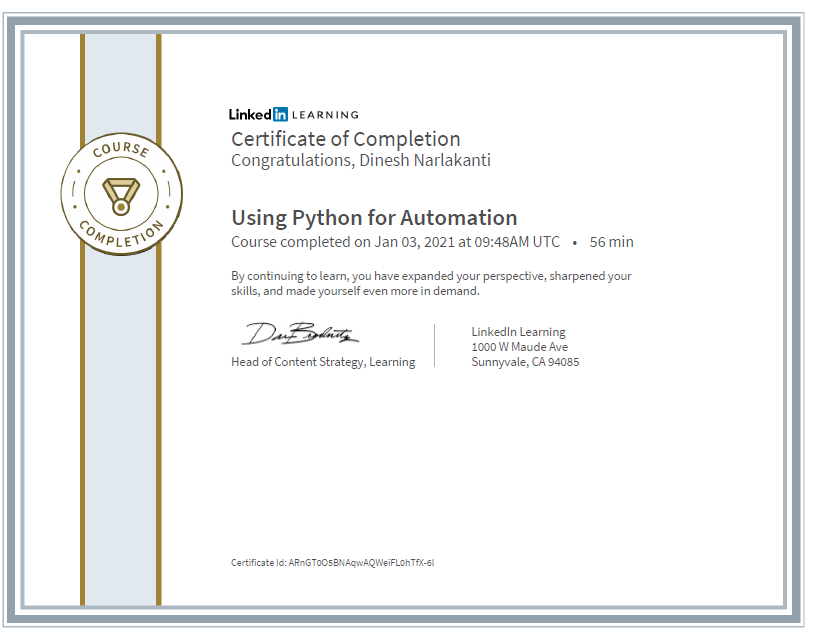 COURSE
COMPLETION
Linked in LEARNING
Certificate of Completion
Congratulations, Dinesh Narlakanti
Using Python for Automation
Course completed on Jan 03, 2021 at 09:48AM UTC • 56 min
By continuing to learn, you have expanded your perspective, sharpened your
skills, and made yourself even more in demand.
Head of Content Strategy, Learning
LinkedIn Learning
1000 W Maude Ave
Sunnyvale, CA 94085
Certificate Id: ARnGT0O5BNAqwAQWeiFL0hTfX-6l